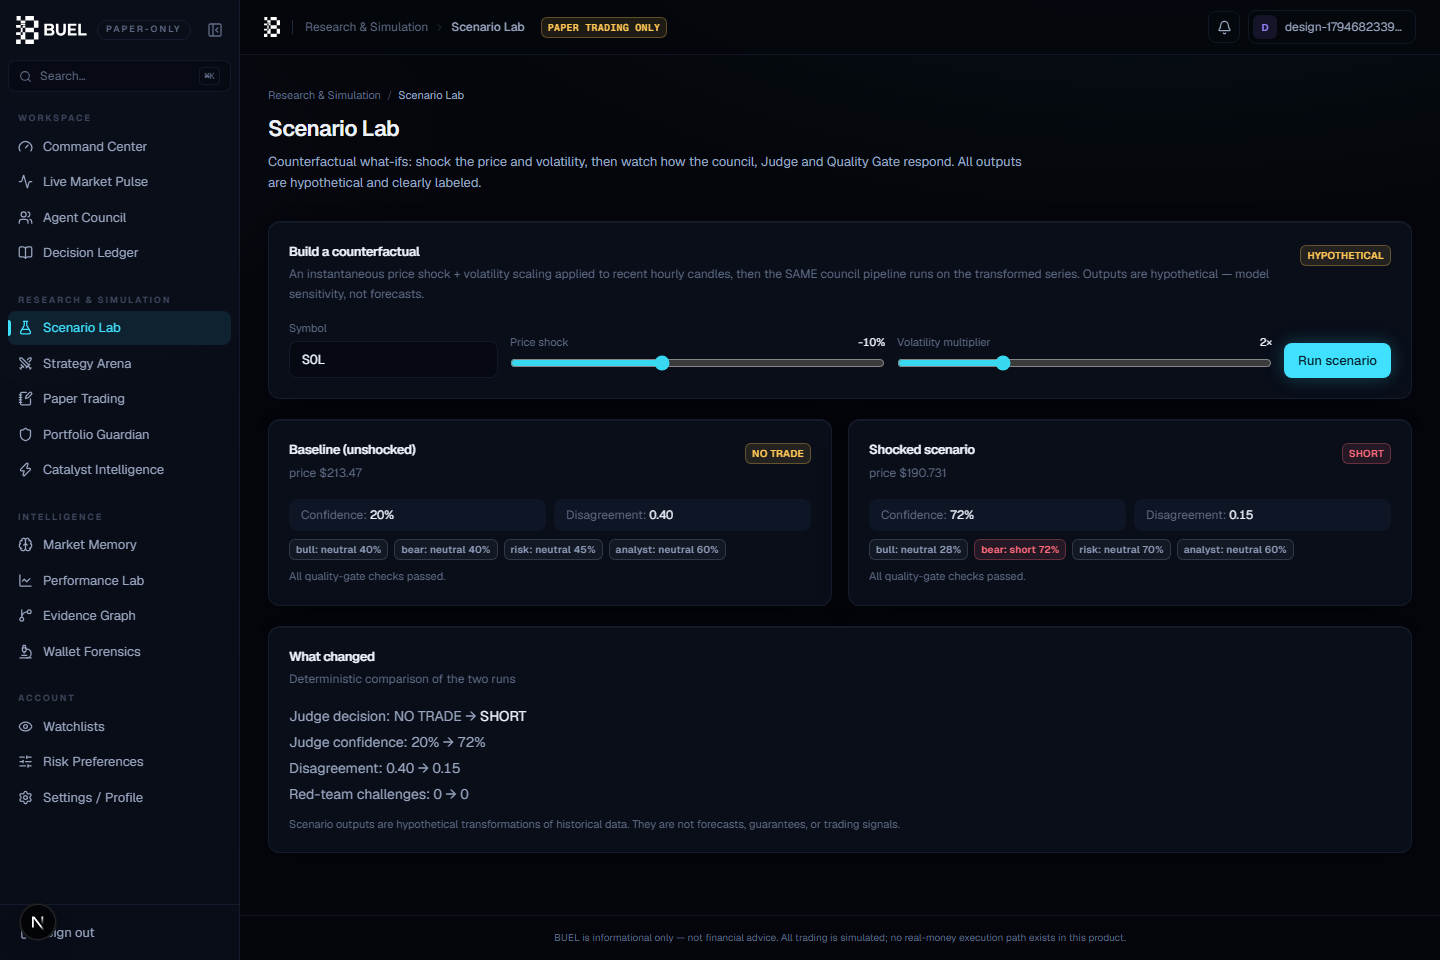 BUEL PAPER-ONLY
Search... ⌘K
WORKSPACE
Command Center
Live Market Pulse
Agent Council
Decision Ledger
RESEARCH & SIMULATION
Scenario Lab
Strategy Arena
Paper Trading
Portfolio Guardian
Catalyst Intelligence
INTELLIGENCE
Market Memory
Performance Lab
Evidence Graph
Wallet Forensics
ACCOUNT
Watchlists
Risk Preferences
Settings / Profile
N
ign out
Research & Simulation › Scenario Lab PAPER TRADING ONLY
D design-1794682339...
Research & Simulation / Scenario Lab
Scenario Lab
Counterfactual what-ifs: shock the price and volatility, then watch how the council, Judge and Quality Gate respond. All outputs
are hypothetical and clearly labeled.
Build a counterfactual
HYPOTHETICAL
An instantaneous price shock + volatility scaling applied to recent hourly candles, then the SAME council pipeline runs on the transformed series. Outputs are hypothetical — model
sensitivity, not forecasts.
Symbol
SOL
Price shock -10%
Volatility multiplier 2×
Run scenario
Baseline (unshocked)
NO TRADE
price $213.47
Confidence: 20%
Disagreement: 0.40
bull: neutral 40% bear: neutral 40% risk: neutral 45% analyst: neutral 60%
All quality-gate checks passed.
Shocked scenario
SHORT
price $190.731
Confidence: 72%
Disagreement: 0.15
bull: neutral 28% bear: short 72% risk: neutral 70% analyst: neutral 60%
All quality-gate checks passed.
What changed
Deterministic comparison of the two runs
Judge decision: NO TRADE → SHORT
Judge confidence: 20% → 72%
Disagreement: 0.40 → 0.15
Red-team challenges: 0 → 0
Scenario outputs are hypothetical transformations of historical data. They are not forecasts, guarantees, or trading signals.
BUEL is informational only — not financial advice. All trading is simulated; no real-money execution path exists in this product.